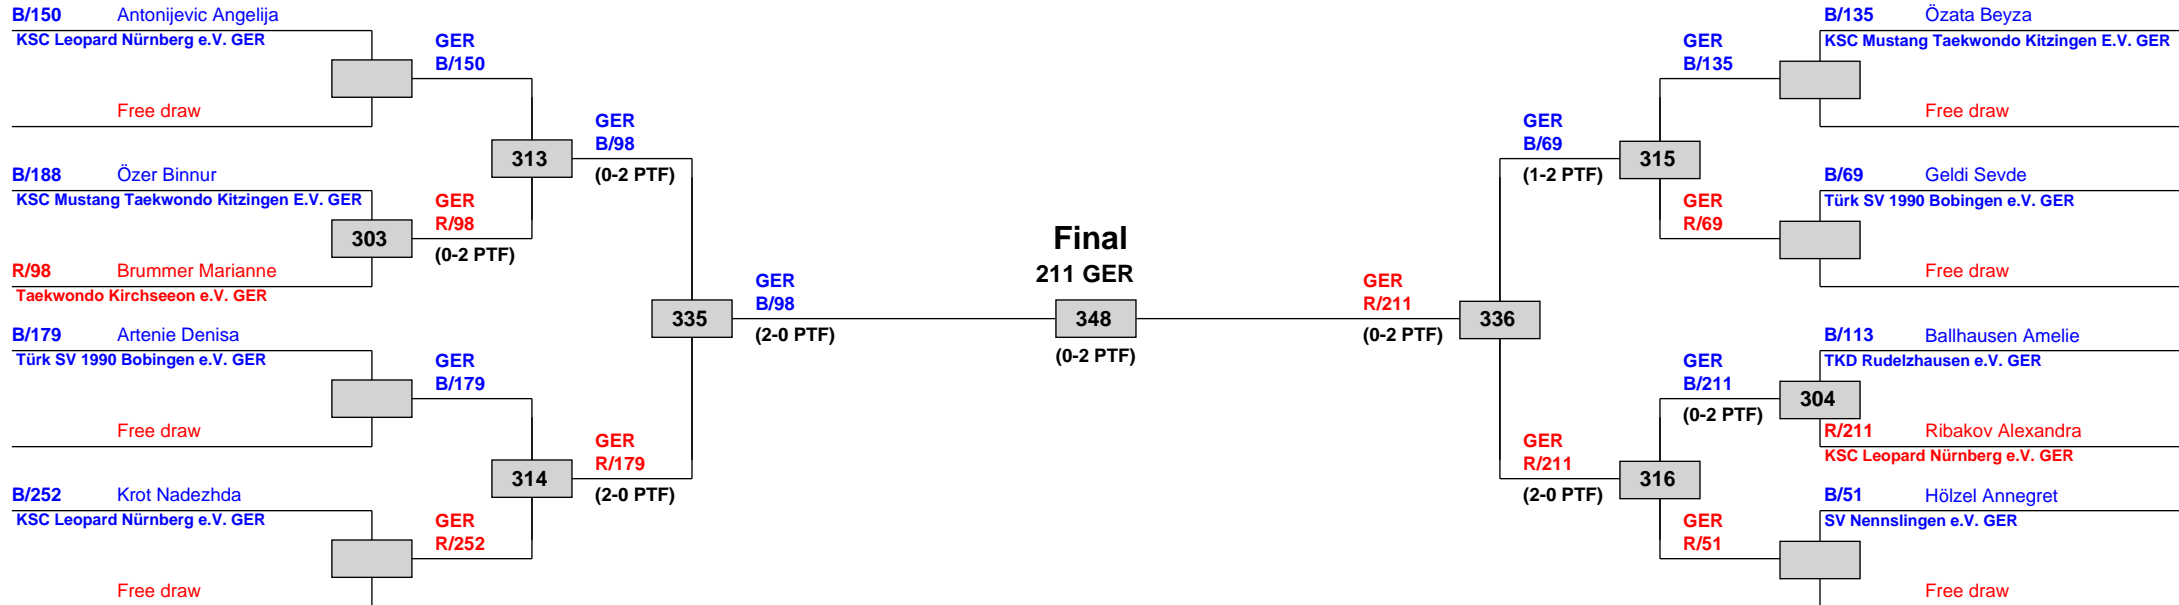 B/150 Antonijevic Angelija
KSC Leopard Nürnberg e.V. GER
Free draw
B/188 Özer Binnur
KSC Mustang Taekwondo Kitzingen E.V. GER
303
R/98 Brummer Marianne
Taekwondo Kirchseeon e.V. GER
B/179 Artenie Denisa
Türk SV 1990 Bobingen e.V. GER
Free draw
B/252 Krot Nadezhda
KSC Leopard Nürnberg e.V. GER
Free draw
GER
B/150
313
GER
R/98
(0-2 PTF)
GER
B/179
314
GER
R/252
GER
B/98
(0-2 PTF)
335
GER
R/179
(2-0 PTF)
GER
B/98
(2-0 PTF)
Final
211 GER
348
(0-2 PTF)
GER
R/211
(0-2 PTF)
336
GER
B/69
(1-2 PTF)
315
GER
R/211
(2-0 PTF)
316
GER
B/135
GER
R/69
GER
B/211
(0-2 PTF)
GER
R/51
B/135 Özata Beyza
KSC Mustang Taekwondo Kitzingen E.V. GER
Free draw
B/69 Geldi Sevde
Türk SV 1990 Bobingen e.V. GER
Free draw
B/113 Ballhausen Amelie
TKD Rudelzhausen e.V. GER
304
R/211 Ribakov Alexandra
KSC Leopard Nürnberg e.V. GER
B/51 Hölzel Annegret
SV Nennslingen e.V. GER
Free draw